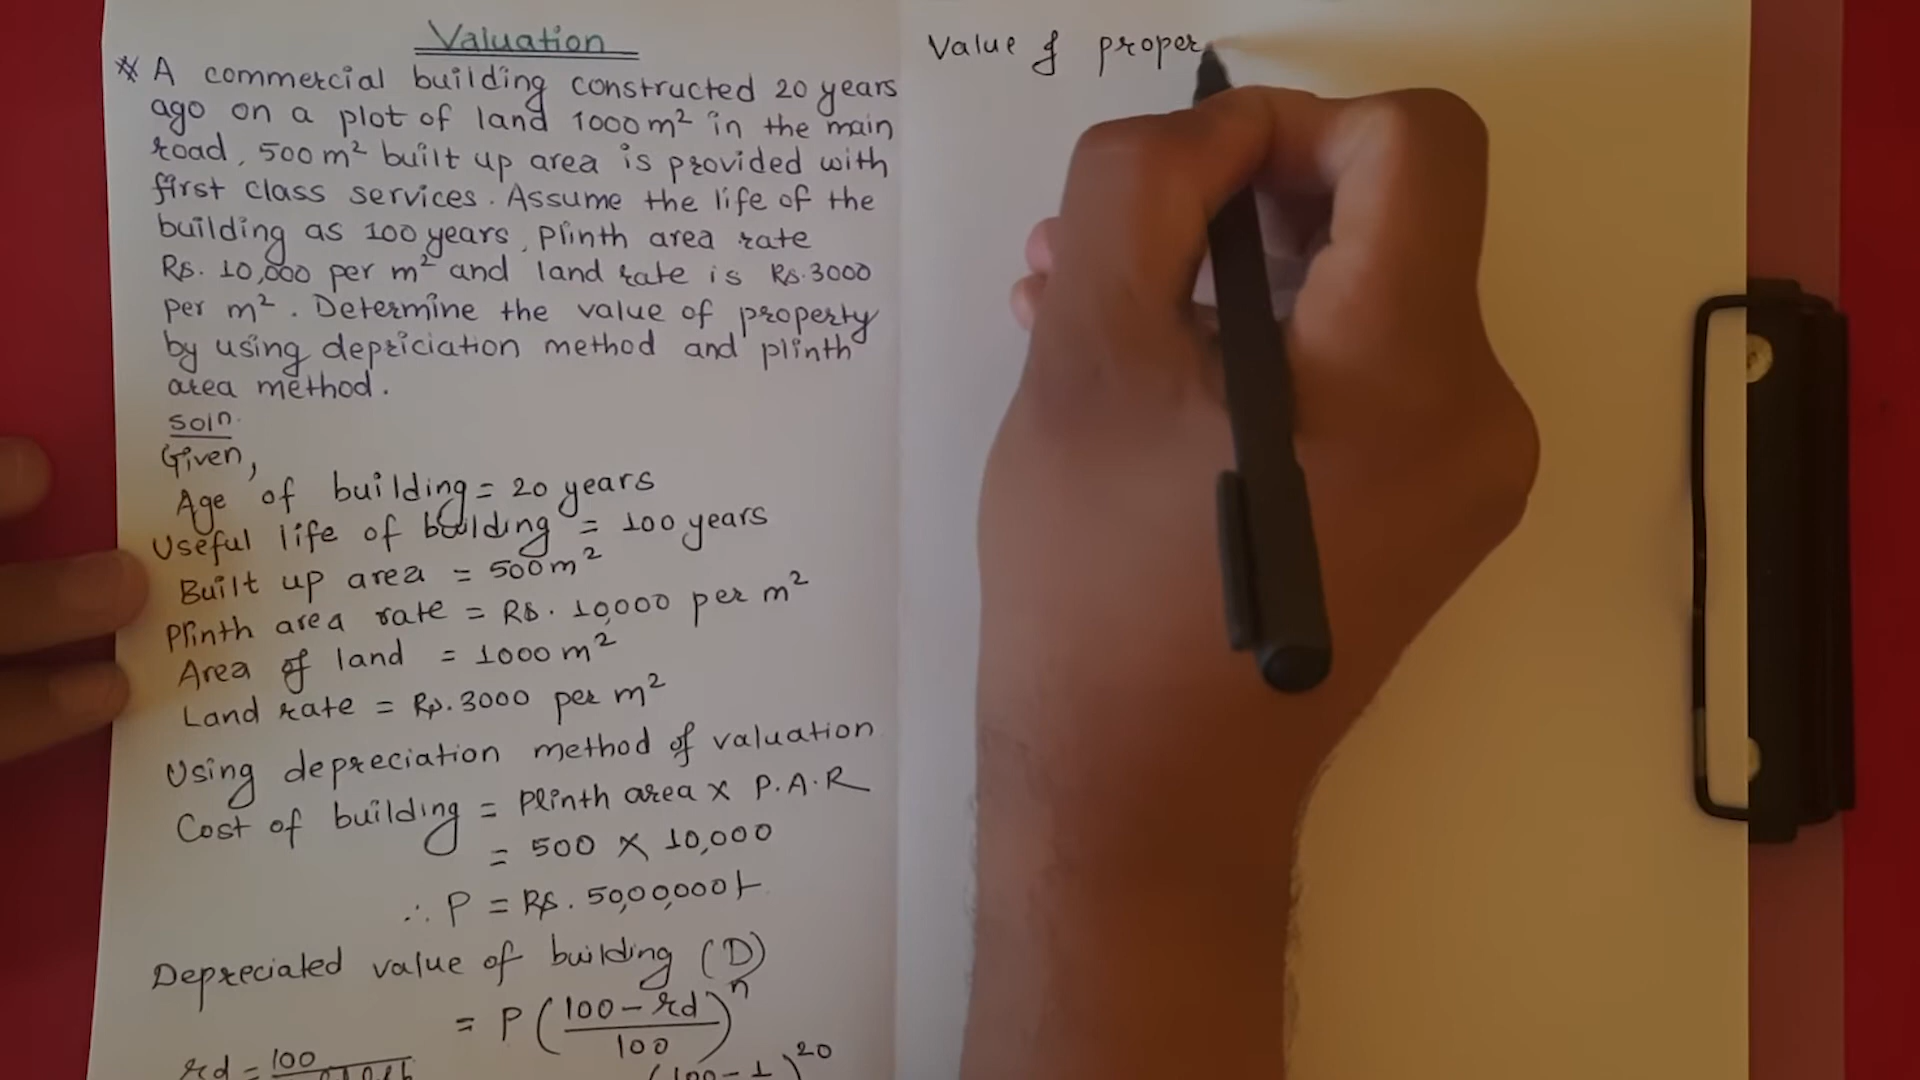 Valuation
* A commercial building constructed 20 years
ago on a plot of land 1000 m² in the main
road, 500 m² built up area is provided with
first class services. Assume the life of the
building as 100 years, plinth area rate
Rs. 10,000 per m² and land rate is Rs. 3000
per m². Determine the value of property
by using depriciation method and plinth
area method.
Soln.
Given,
Age of building = 20 years
Useful life of building = 100 years
Built up area = 500 m²
Plinth area rate = Rs. 10,000 per m²
Area of land = 1000 m²
Land rate = Rs. 3000 per m²
Using depreciation method of valuation
Cost of building = Plinth area x P.A.R
= 500 x 10,000
∴ P = Rs. 50,00,000/-
Depreciated value of building (D)
= P (100 - rd / 100)ⁿ
rd = 100
(100 - 1)²⁰
Value of proper